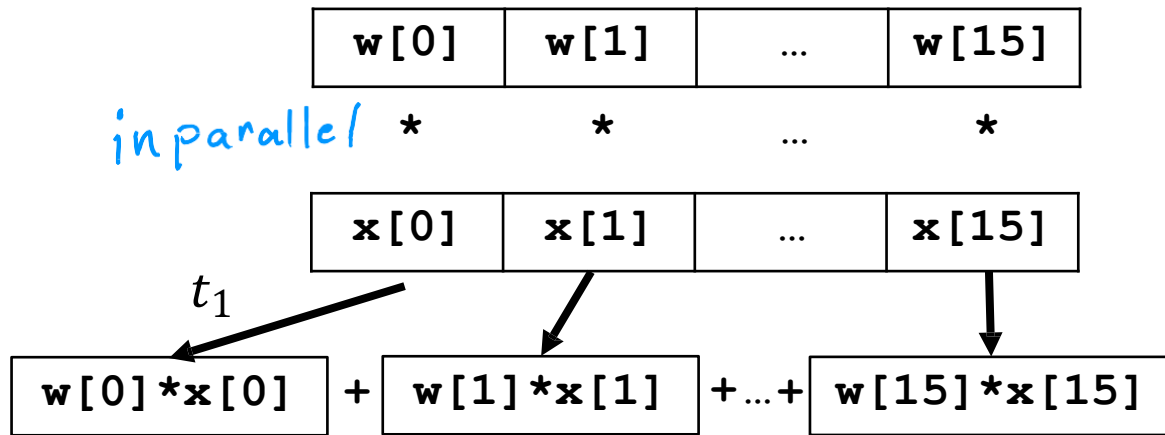 w[0] w[1] ... w[15]
in parallel * * ... *
x[0] x[1] ... x[15]
t₁
w[0]*x[0] + w[1]*x[1] +...+ w[15]*x[15]